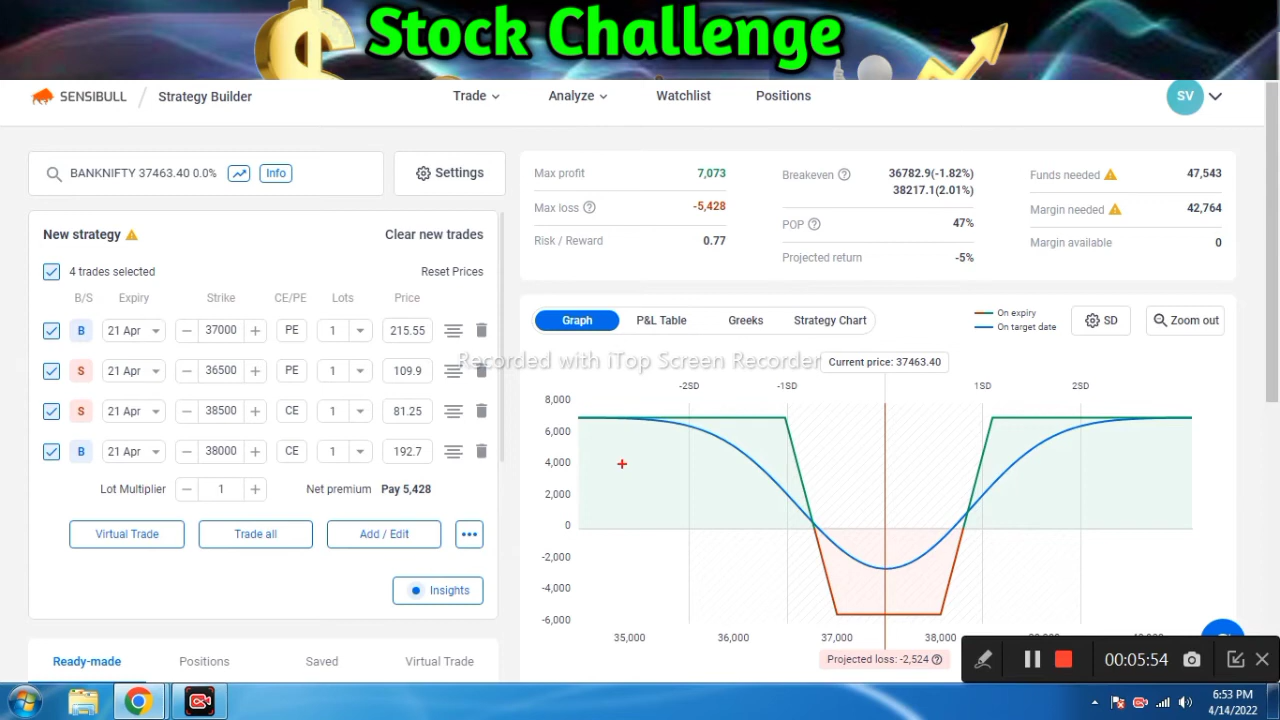 Stock Challenge
SENSIBULL / Strategy Builder
Trade Analyze Watchlist Positions
SV
BANKNIFTY 37463.40 0.0% Info
Settings
New strategy Clear new trades
4 trades selected Reset Prices
B/S Expiry Strike CE/PE Lots Price
B 21 Apr − 37000 + PE 1 215.55
S 21 Apr − 36500 + PE 1 109.9
S 21 Apr − 38500 + CE 1 81.25
B 21 Apr − 38000 + CE 1 192.7
Lot Multiplier − 1 + Net premium Pay 5,428
Virtual Trade Trade all Add / Edit •••
Insights
Ready-made Positions Saved Virtual Trade
Max profit 7,073
Max loss -5,428
Risk / Reward 0.77
Breakeven 36782.9(-1.82%)
38217.1(2.01%)
POP 47%
Projected return -5%
Funds needed 47,543
Margin needed 42,764
Margin available 0
Graph P&L Table Greeks Strategy Chart
On expiry
On target date
SD
Zoom out
Recorded with iTop Screen Recorder
Current price: 37463.40
-2SD -1SD 1SD 2SD
8,000
6,000
4,000
2,000
0
-2,000
-4,000
-6,000
35,000 36,000 37,000 38,000
Projected loss: -2,524
00:05:54
6:53 PM
4/14/2022